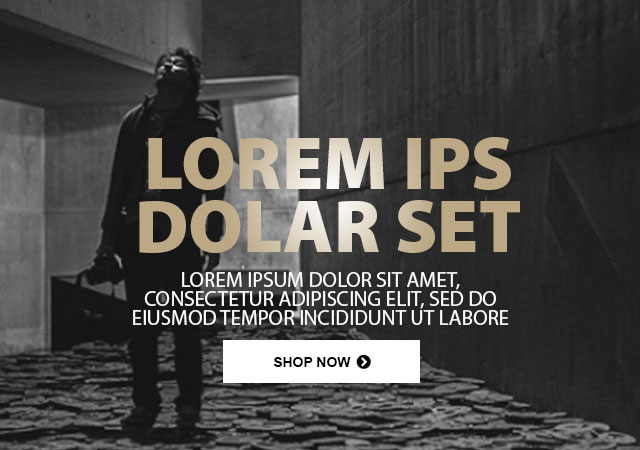 LOREM IPS
DOLAR SET
LOREM IPSUM DOLOR SIT AMET,
CONSECTETUR ADIPISCING ELIT, SED DO
EIUSMOD TEMPOR INCIDIDUNT UT LABORE
SHOP NOW